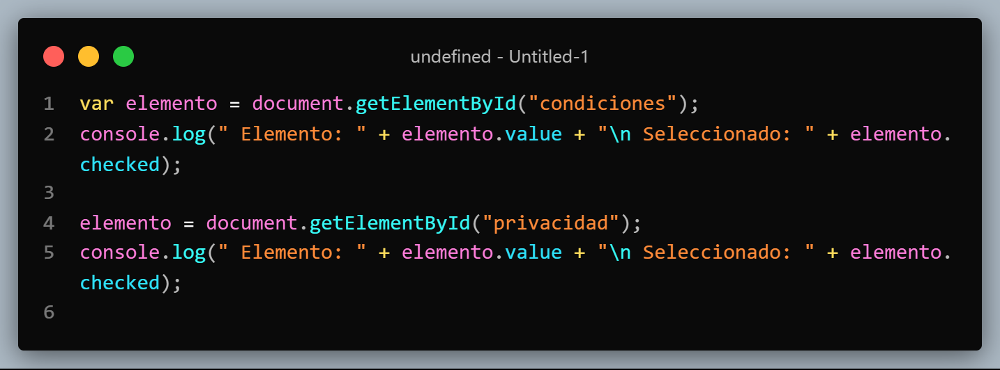 undefined - Untitled-1
1 var elemento = document.getElementById("condiciones");
2 console.log(" Elemento: " + elemento.value + "\n Seleccionado: " + elemento.
checked);
3
4 elemento = document.getElementById("privacidad");
5 console.log(" Elemento: " + elemento.value + "\n Seleccionado: " + elemento.
checked);
6